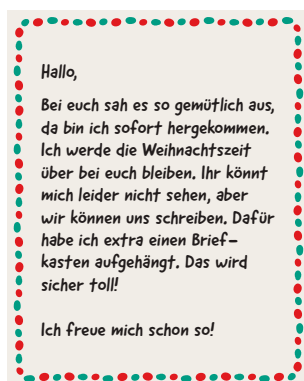 Hallo,
Bei euch sah es so gemütlich aus,
da bin ich sofort hergekommen.
Ich werde die Weihnachtszeit
über bei euch bleiben. Ihr könnt
mich leider nicht sehen, aber
wir können uns schreiben. Dafür
habe ich extra einen Brief-
kasten aufgehängt. Das wird
sicher toll!
Ich freue mich schon so!